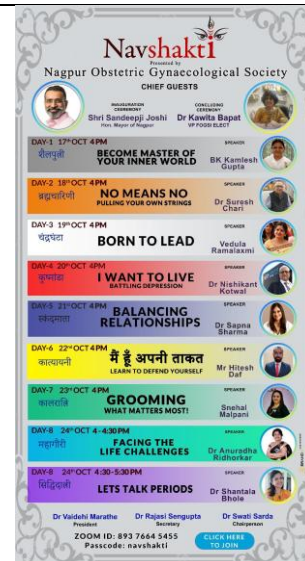 Navshakti
Presented by
Nagpur Obstetric Gynaecological Society
CHIEF GUESTS
INAUGURATION
CEREMONY
Shri Sandeepji Joshi
Hon. Mayor of Nagpur
CONCLUDING
CEREMONY
Dr Kawita Bapat
VP FOGSI ELECT
DAY-1 17th OCT 4PM
शैलपुत्री
BECOME MASTER OF
YOUR INNER WORLD
SPEAKER
BK Kamlesh
Gupta
DAY-2 18th OCT 4PM
ब्रह्मचारिणी
NO MEANS NO
PULLING YOUR OWN STRINGS
SPEAKER
Dr Suresh
Chari
DAY-3 19th OCT 4PM
चंद्रघंटा
BORN TO LEAD
SPEAKER
Vedula
Ramalaxmi
DAY-4 20th OCT 4PM
कुष्मांडा
I WANT TO LIVE
BATTLING DEPRESSION
SPEAKER
Dr Nishikant
Kotwal
DAY-5 21st OCT 4PM
स्कंदमाता
BALANCING
RELATIONSHIPS
SPEAKER
Dr Sapna
Sharma
DAY-6 22nd OCT 4PM
कात्यायनी
मैं हूँ अपनी ताकत
LEARN TO DEFEND YOURSELF
SPEAKER
Mr Hitesh
Daf
DAY-7 23rd OCT 4PM
कालरात्रि
GROOMING
WHAT MATTERS MOST!
SPEAKER
Snehal
Malpani
DAY-8 24th OCT 4-4:30PM
महागौरी
FACING THE
LIFE CHALLENGES
SPEAKER
Dr Anuradha
Ridhorkar
DAY-8 24th OCT 4:30-5:30PM
सिद्धिदात्री
LETS TALK PERIODS
SPEAKER
Dr Shantala
Bhole
Dr Vaidehi Marathe
President
Dr Rajasi Sengupta
Secretary
Dr Swati Sarda
Chairperson
ZOOM ID: 893 7664 5455
Passcode: navshakti
CLICK HERE
TO JOIN